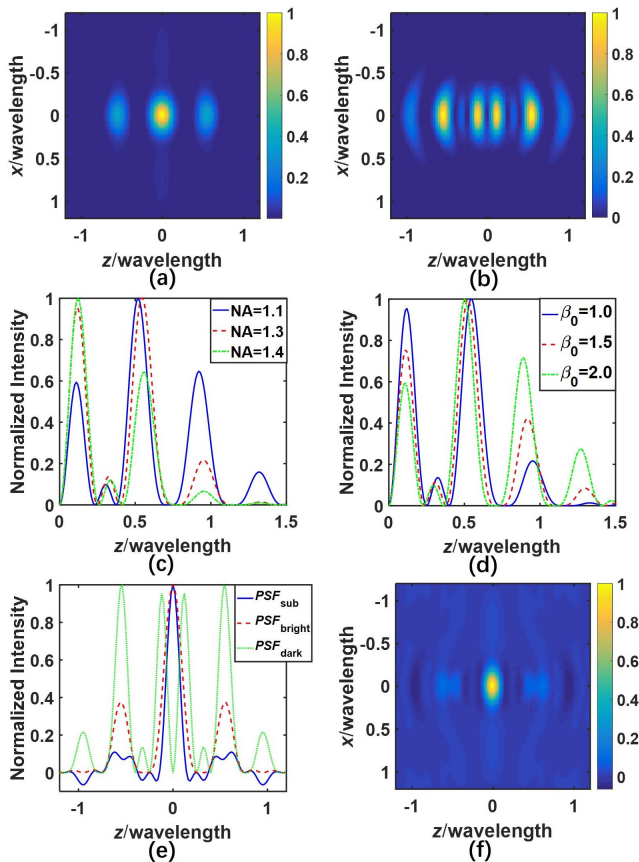 -1
-0.5
0
0.5
1
x/wavelength
-1 0 1
z/wavelength
1
0.8
0.6
0.4
0.2
(a)
-1
-0.5
0
0.5
1
x/wavelength
-1 0 1
z/wavelength
1
0.8
0.6
0.4
0.2
0
(b)
Normalized Intensity
1
0.8
0.6
0.4
0.2
0
0 0.5 1 1.5
z/wavelength
NA=1.1
NA=1.3
NA=1.4
(c)
Normalized Intensity
1
0.8
0.6
0.4
0.2
0
0 0.5 1 1.5
z/wavelength
β0=1.0
β0=1.5
β0=2.0
(d)
Normalized Intensity
1
0.8
0.6
0.4
0.2
0
-1 0 1
z/wavelength
PSFsub
PSFbright
PSFdark
(e)
-1
-0.5
0
0.5
1
x/wavelength
-1 0 1
z/wavelength
1
0.8
0.6
0.4
0.2
0
(f)